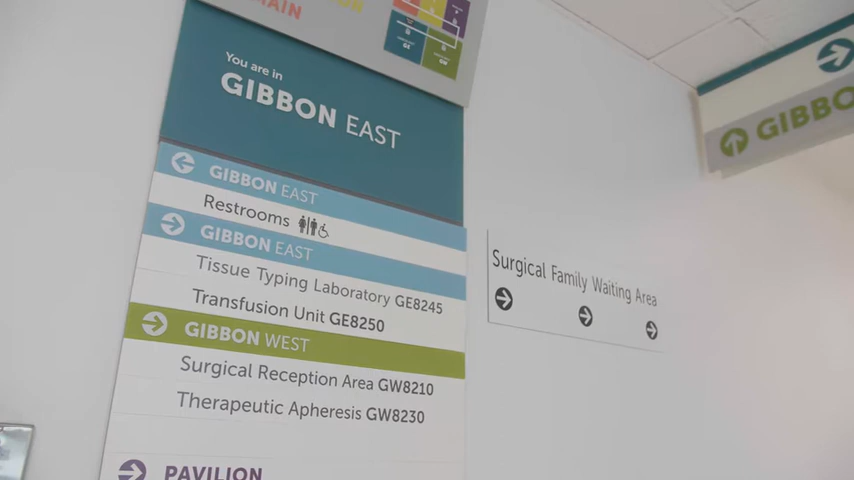 You are in
GIBBON EAST
GIBBON EAST
Restrooms
GIBBON EAST
Tissue Typing Laboratory GE8245
Transfusion Unit GE8250
GIBBON WEST
Surgical Reception Area GW8210
Therapeutic Apheresis GW8230
PAVILION
Surgical Family Waiting Area